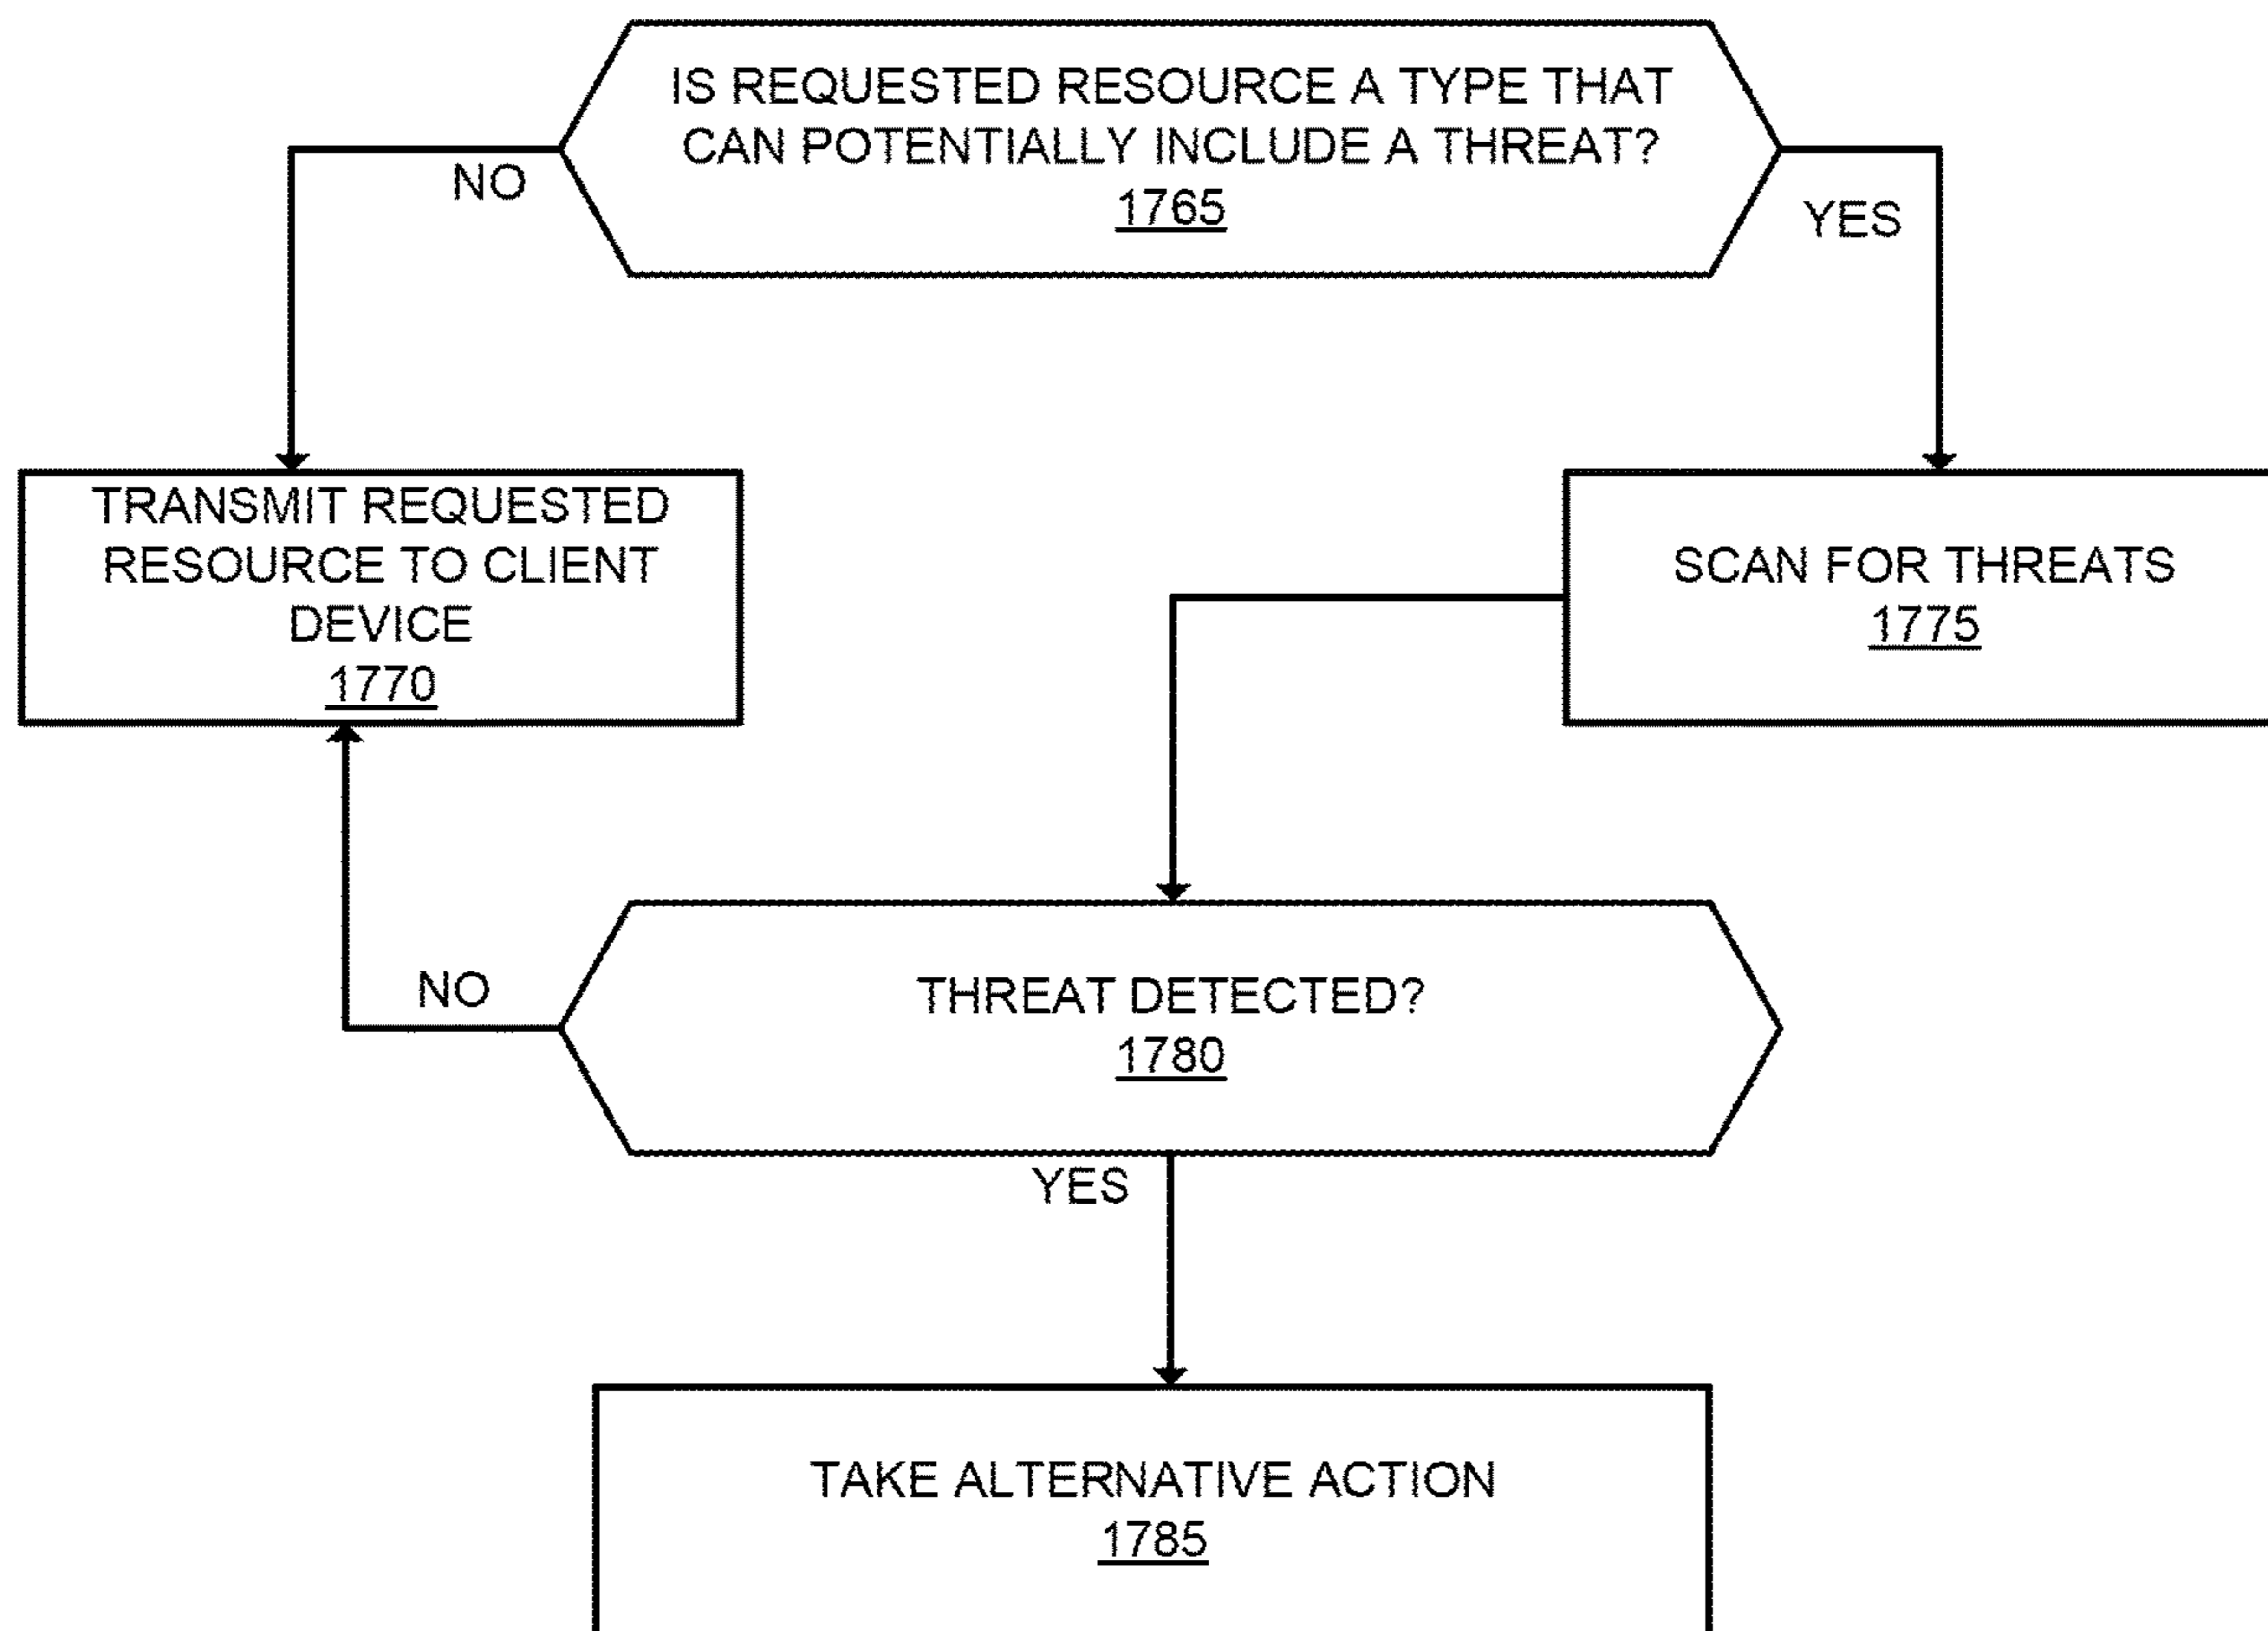 IS REQUESTED RESOURCE A TYPE THAT
CAN POTENTIALLY INCLUDE A THREAT?
1765
NO
YES
TRANSMIT REQUESTED
RESOURCE TO CLIENT
DEVICE
1770
SCAN FOR THREATS
1775
NO
THREAT DETECTED?
1780
YES
TAKE ALTERNATIVE ACTION
1785